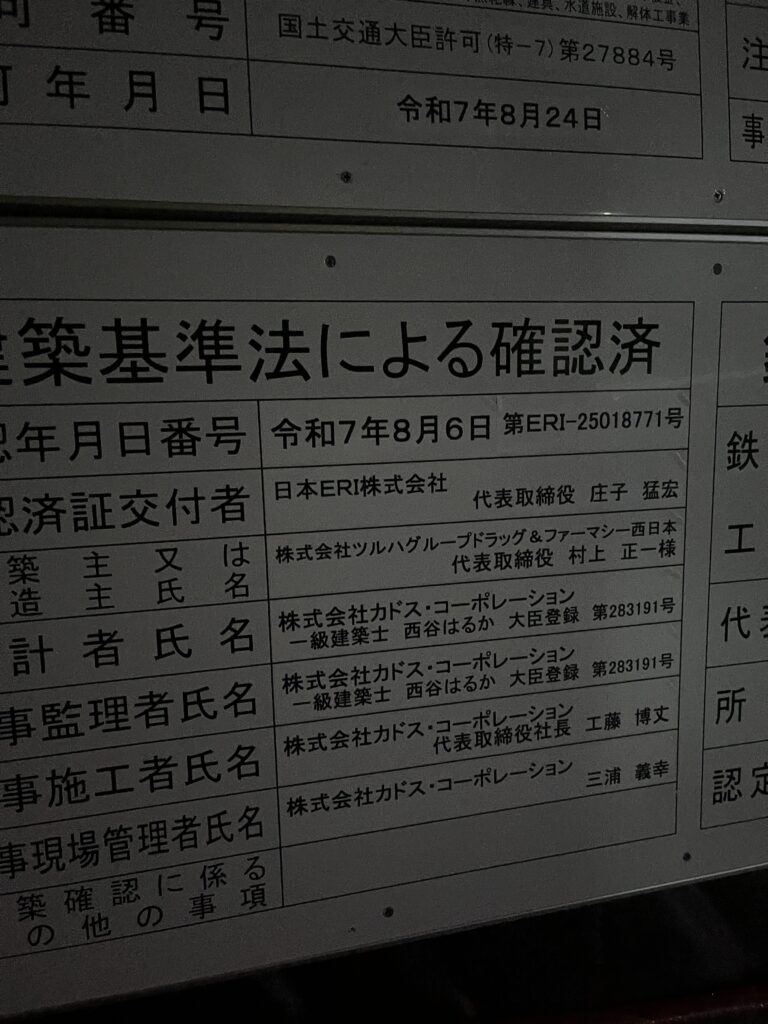 建具、水道施設、解体工事業
可番号
国土交通大臣許可(特-7)第27884号
可年月日
令和7年8月24日
注
事
建築基準法による確認済
認年月日番号
令和7年8月6日 第ERI-25018771号
認済証交付者
日本ERI株式会社
代表取締役 庄子 猛宏
築主又は
造主氏名
株式会社ツルハグループドラッグ&ファーマシー西日本
代表取締役 村上 正一様
計者氏名
株式会社カドス・コーポレーション
一級建築士 西谷はるか 大臣登録 第283191号
事監理者氏名
株式会社カドス・コーポレーション
一級建築士 西谷はるか 大臣登録 第283191号
事施工者氏名
株式会社カドス・コーポレーション
代表取締役社長 工藤 博丈
事現場管理者氏名
株式会社カドス・コーポレーション
三浦 義幸
築確認に係る
の他の事項
鉄
工
代表
所
認定